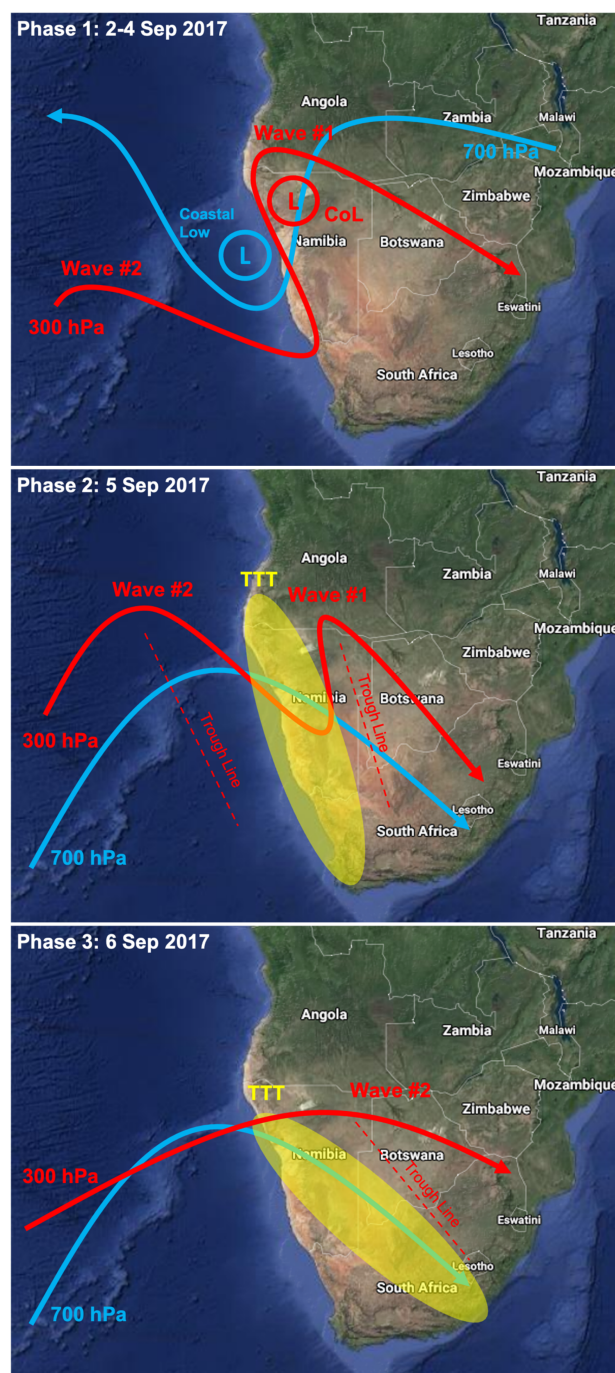 Phase 1: 2-4 Sep 2017
Tanzania
Angola
Zambia
Malawi
Wave #1
700 hPa
Mozambique
Zimbabwe
L
CoL
Coastal
Low
L
Namibia
Botswana
Wave #2
300 hPa
Eswatini
Lesotho
South Africa
Phase 2: 5 Sep 2017
Tanzania
Angola
Zambia
Malawi
TTT
Wave #2
Wave #1
Mozambique
Zimbabwe
Namibia
Botswana
300 hPa
Trough Line
Trough Line
Eswatini
Lesotho
South Africa
700 hPa
Phase 3: 6 Sep 2017
Tanzania
Angola
Zambia
Malawi
TTT
Wave #2
Mozambique
Zimbabwe
Namibia
Botswana
300 hPa
Trough Line
Eswatini
Lesotho
South Africa
700 hPa